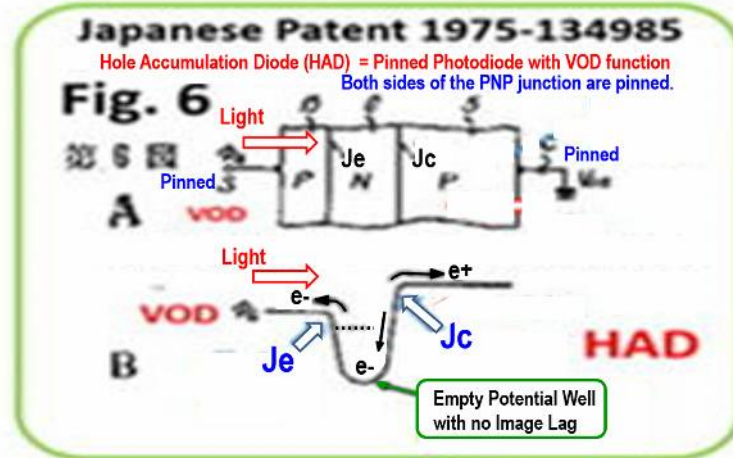 Japanese Patent 1975-134985
Hole Accumulation Diode (HAD) = Pinned Photodiode with VOD function
Both sides of the PNP junction are pinned.
Fig. 6
Light
6
Je
Jc
Pinned
Pinned
S
P
N
P
A
VOD
Light
e-
e+
VOD
Je
Jc
HAD
B
e-
Empty Potential Well
with no Image Lag